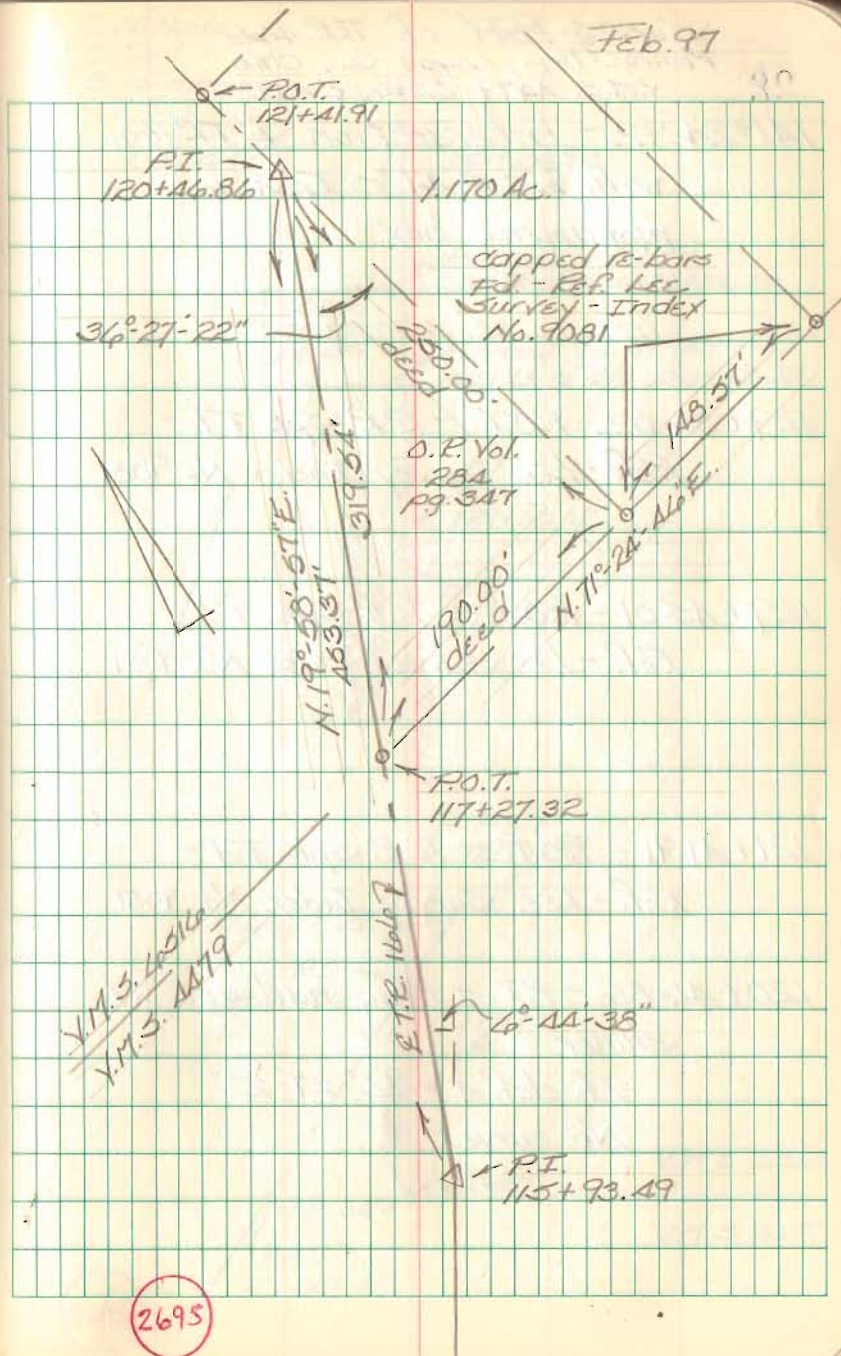 Feb. 97
P.O.T.
121+41.91
P.I.
120+46.86
1.170 Ac.
capped re-bars
Fd. - Ref. Lee
Survey - Index
No. 9081
36°-27'-22"
250.00'
deed
148.57'
O.R. Vol.
284
pg. 347
319.54'
N. 19°-58'-57" E.
453.37'
190.00'
deed
N. 71°-24'-46" E.
P.O.T.
117+27.32
V.M.S. 6516
V.M.S. 4479
T.R. 1667
6°-44'-38"
P.I.
115+93.49
2695